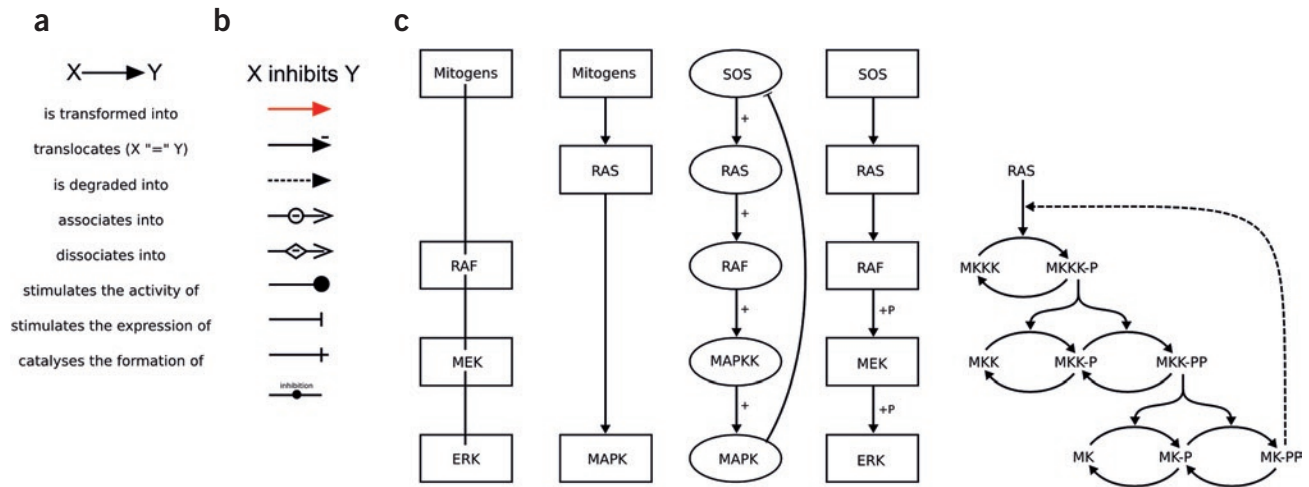 a
b
c
X Y
is transformed into
translocates (X "=" Y)
is degraded into
associates into
dissociates into
stimulates the activity of
stimulates the expression of
catalyses the formation of
X inhibits Y
-
-
-
inhibition
Mitogens
RAF
MEK
ERK
Mitogens
RAS
MAPK
SOS
+
RAS
+
RAF
+
MAPKK
+
MAPK
SOS
RAS
RAF
+P
MEK
+P
ERK
RAS
MKKK MKKK-P
MKK MKK-P MKK-PP
MK MK-P MK-PP